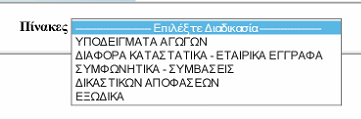 Πίνακες -------------------- Επιλέξτε Διαδικασία --------------------
ΥΠΟΔΕΙΓΜΑΤΑ ΑΓΩΓΩΝ
ΔΙΑΦΟΡΑ ΚΑΤΑΣΤΑΤΙΚΑ - ΕΤΑΙΡΙΚΑ ΕΓΓΡΑΦΑ
ΣΥΜΦΩΝΗΤΙΚΑ - ΣΥΜΒΑΣΕΙΣ
ΔΙΚΑΣΤΙΚΩΝ ΑΠΟΦΑΣΕΩΝ
ΕΞΩΔΙΚΑ